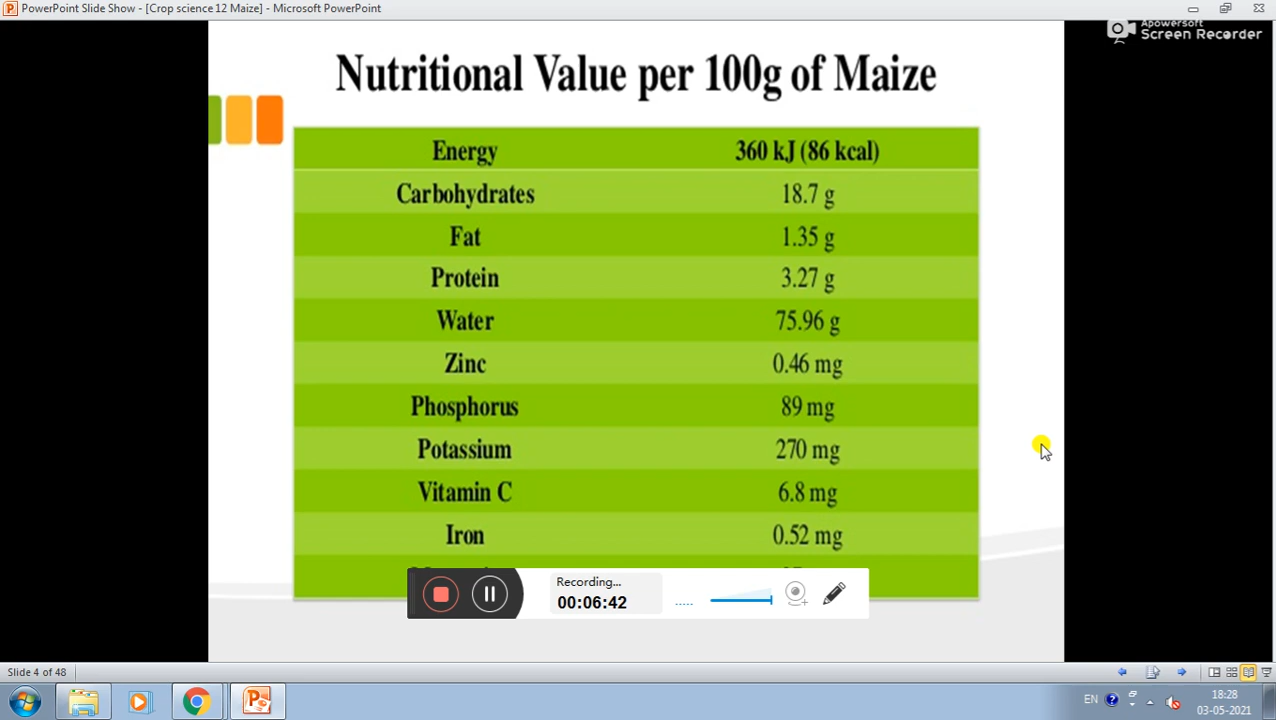 PowerPoint Slide Show - [Crop science 12 Maize] - Microsoft PowerPoint
Apowersoft
Screen Recorder
Nutritional Value per 100g of Maize
Energy 360 kJ (86 kcal)
Carbohydrates 18.7 g
Fat 1.35 g
Protein 3.27 g
Water 75.96 g
Zinc 0.46 mg
Phosphorus 89 mg
Potassium 270 mg
Vitamin C 6.8 mg
Iron 0.52 mg
Recording...
00:06:42
Slide 4 of 48
EN
18:28
03-05-2021